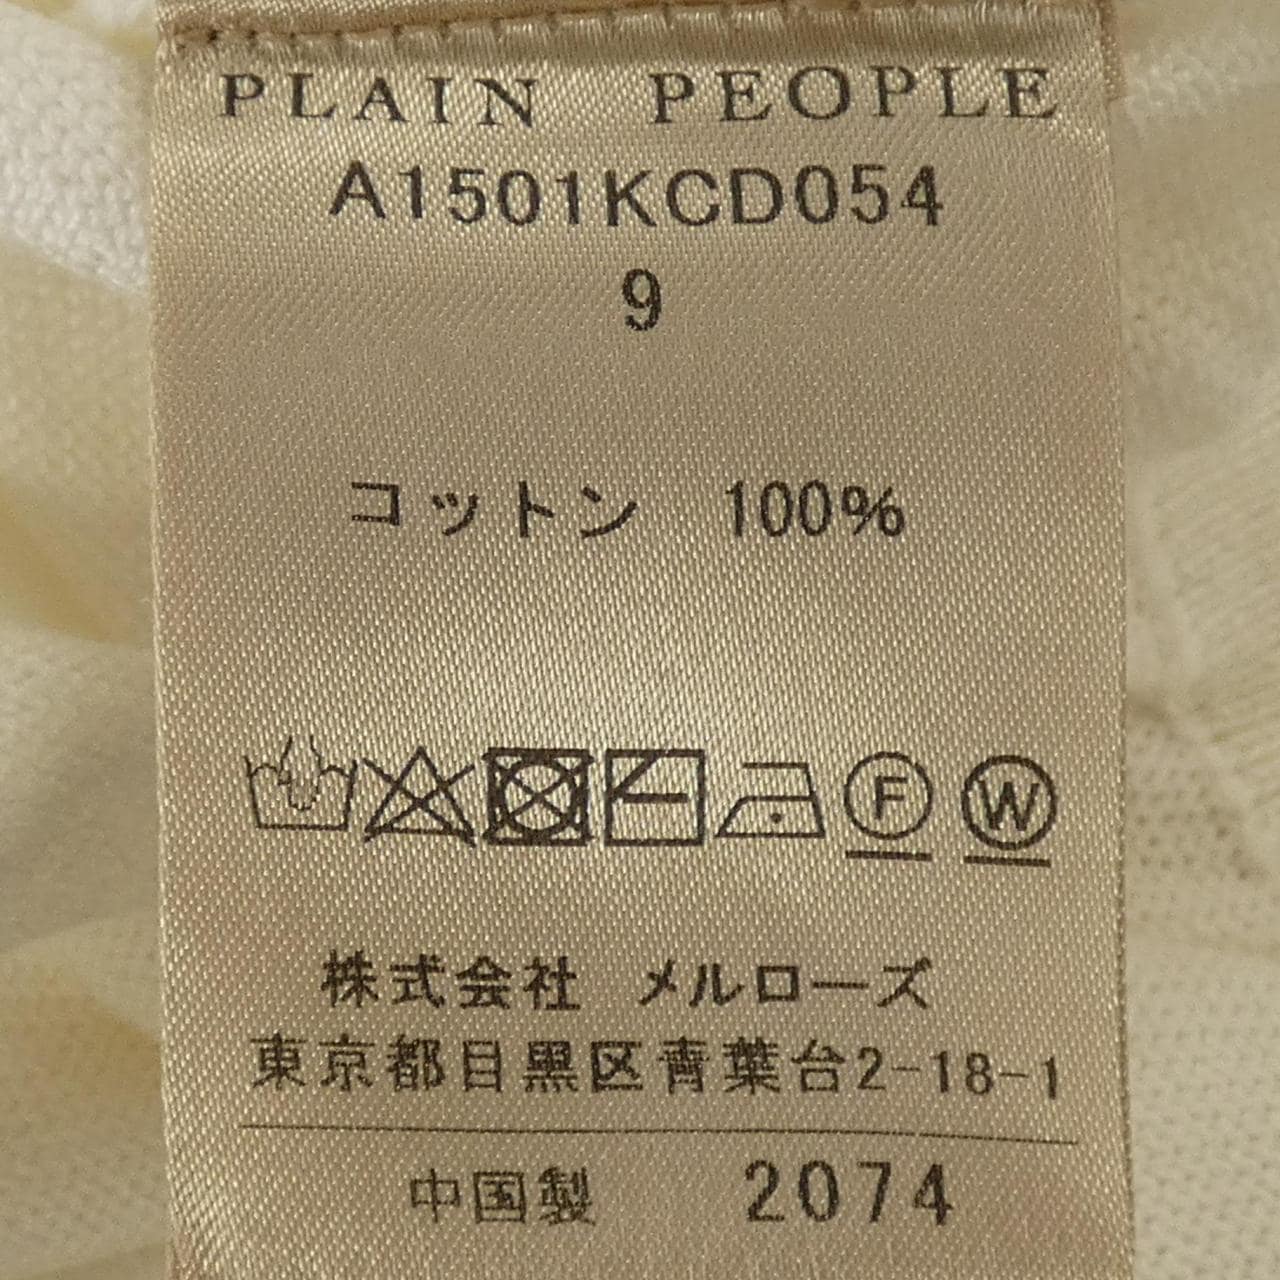 PLAIN PEOPLE
A1501KCD054
9
コットン 100%
F W
株式会社 メルローズ
東京都目黒区青葉台2-18-1
中国製 2074